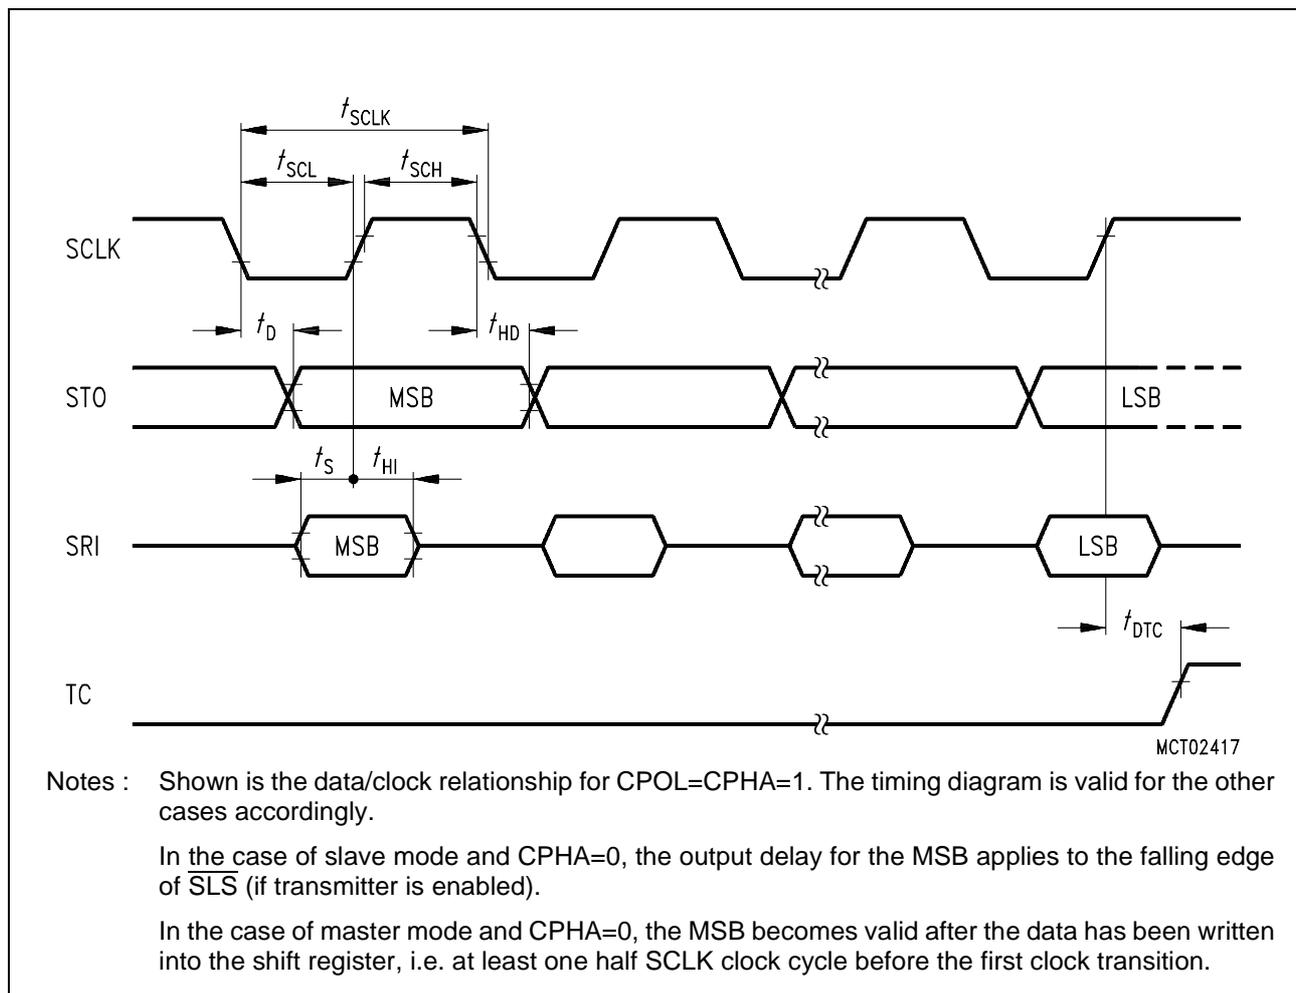 tSCLK
tSCL tSCH
SCLK
tD tHD
STO MSB LSB
tS tHI
SRI MSB LSB
tDTC
TC
MCT02417
Notes : Shown is the data/clock relationship for CPOL=CPHA=1. The timing diagram is valid for the other
cases accordingly.
In the case of slave mode and CPHA=0, the output delay for the MSB applies to the falling edge
of SLS (if transmitter is enabled).
In the case of master mode and CPHA=0, the MSB becomes valid after the data has been written
into the shift register, i.e. at least one half SCLK clock cycle before the first clock transition.